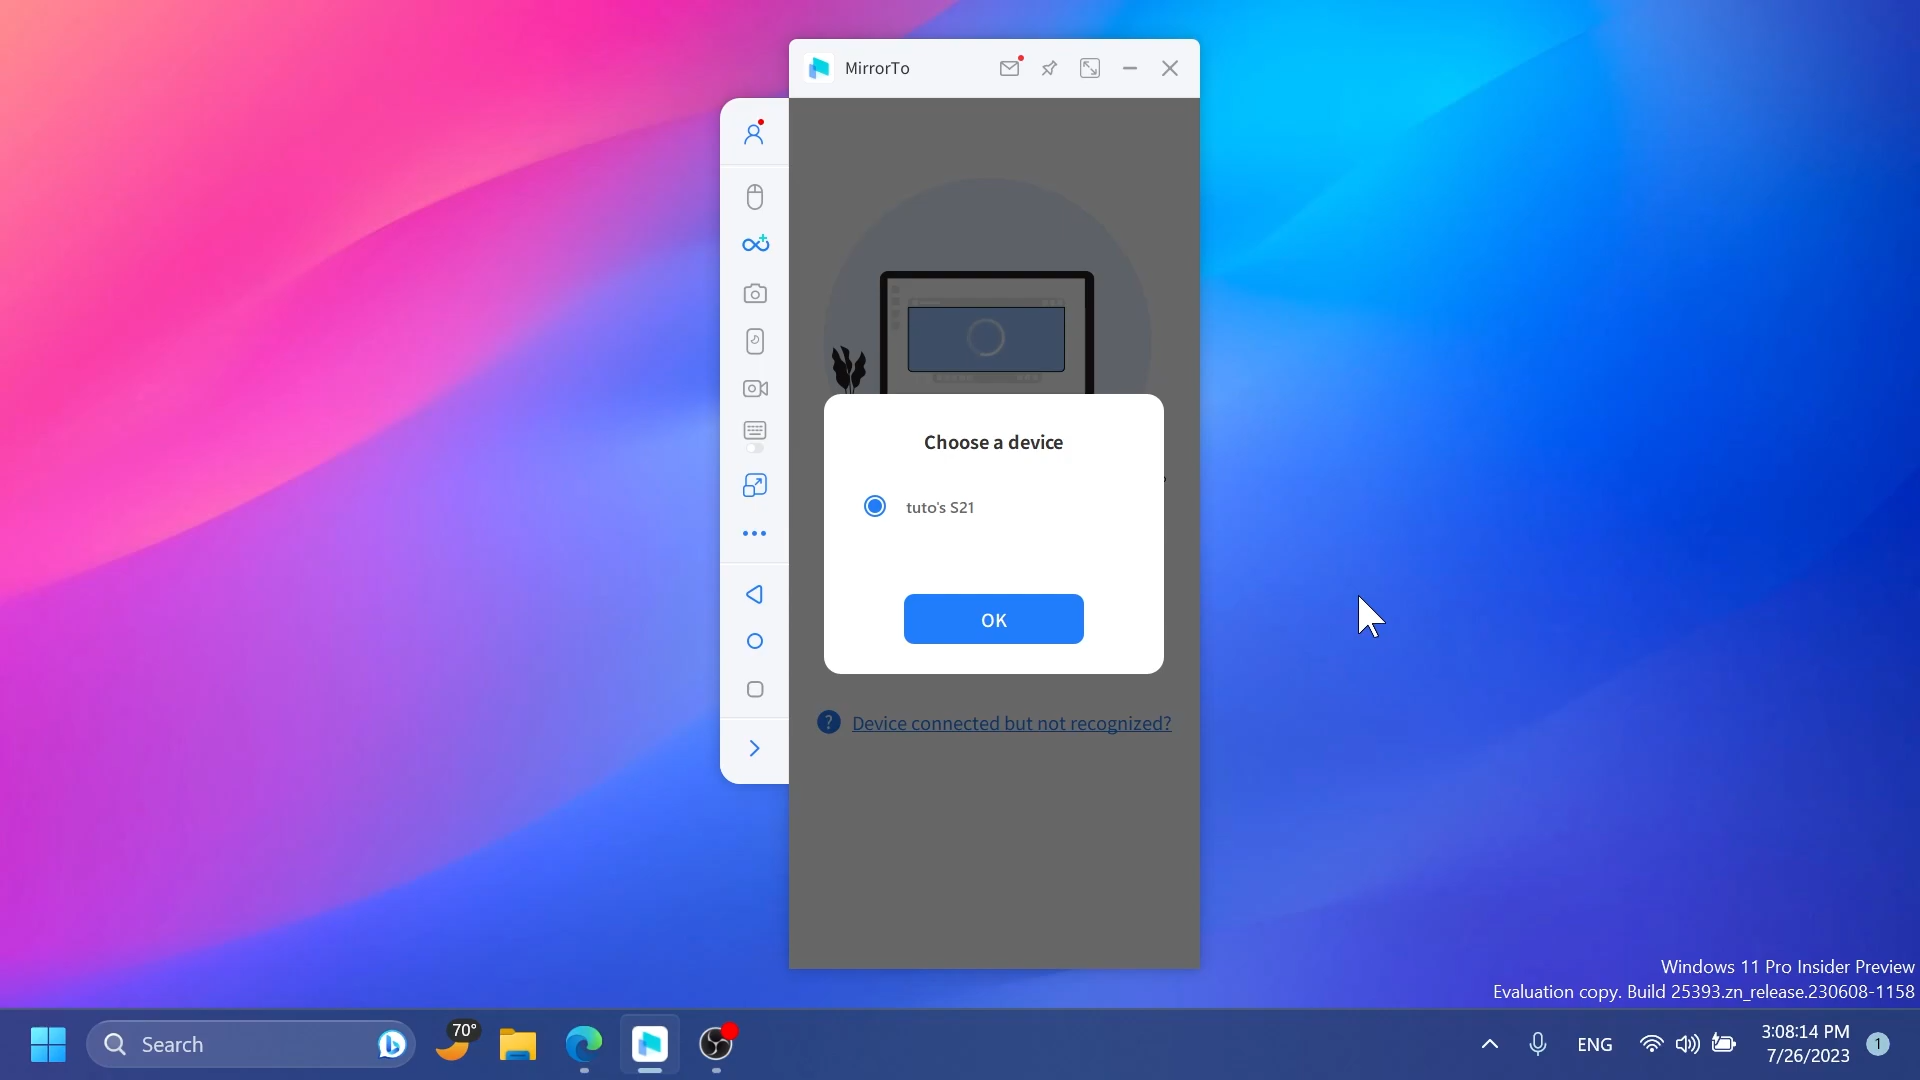 MirrorTo
Choose a device
tuto's S21
OK
? Device connected but not recognized?
Windows 11 Pro Insider Preview
Evaluation copy. Build 25393.zn_release.230608-1158
Search
70°
ENG
3:08:14 PM
7/26/2023
1